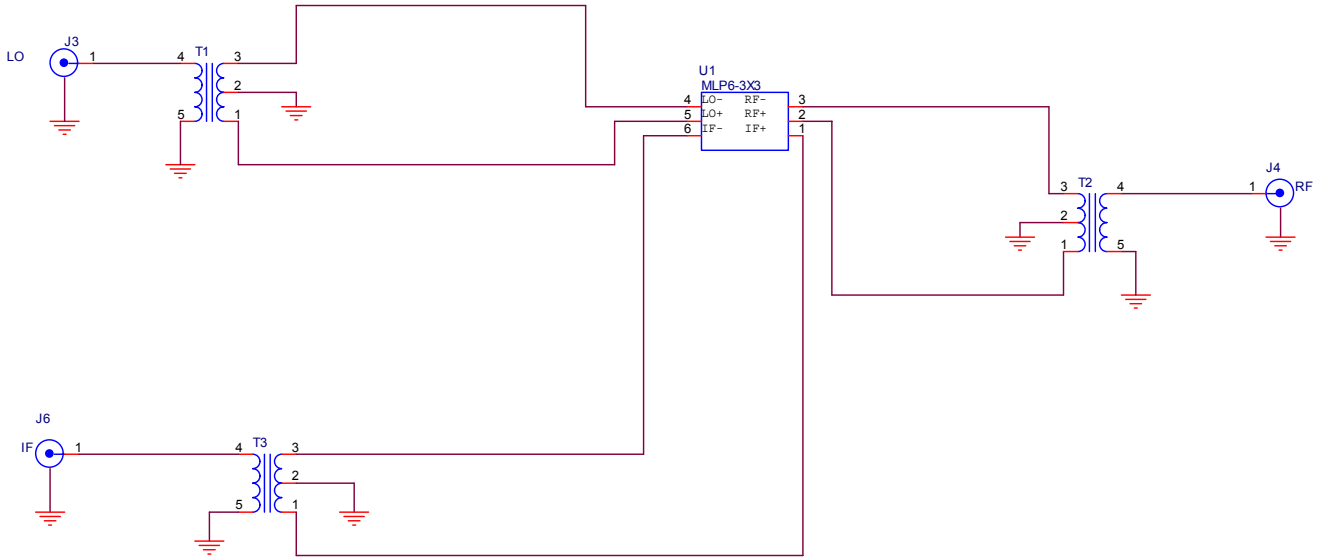 J3
LO
1
4
T1
3
2
5
1
U1
MLP6-3X3
4 LO- RF- 3
5 LO+ RF+ 2
6 IF- IF+ 1
J4
3 T2 4
1
RF
2
1
5
J6
IF
1
4
T3
3
2
5
1